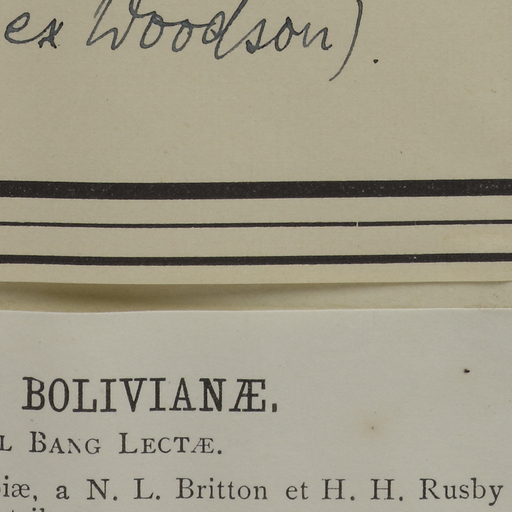 ex Woodson).
BOLIVIANÆ.
L BANG LECTÆ.
iæ, a N. L. Britton et H. H. Rusby